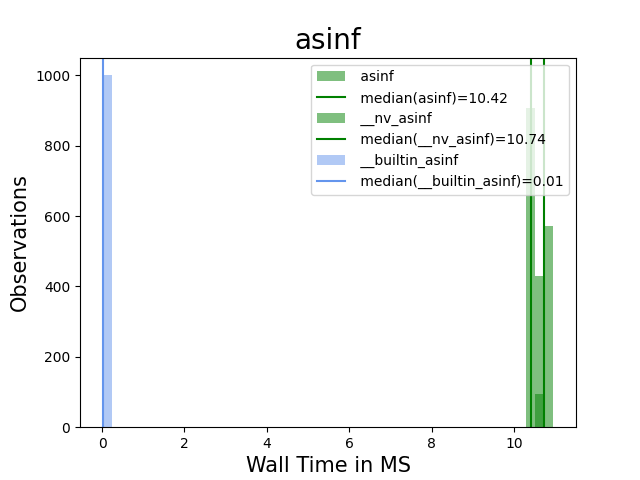 asinf
1000
800
600
400
200
0
Observations
asinf
median(asinf)=10.42
__nv_asinf
median(__nv_asinf)=10.74
__builtin_asinf
median(__builtin_asinf)=0.01
0 2 4 6 8 10
Wall Time in MS